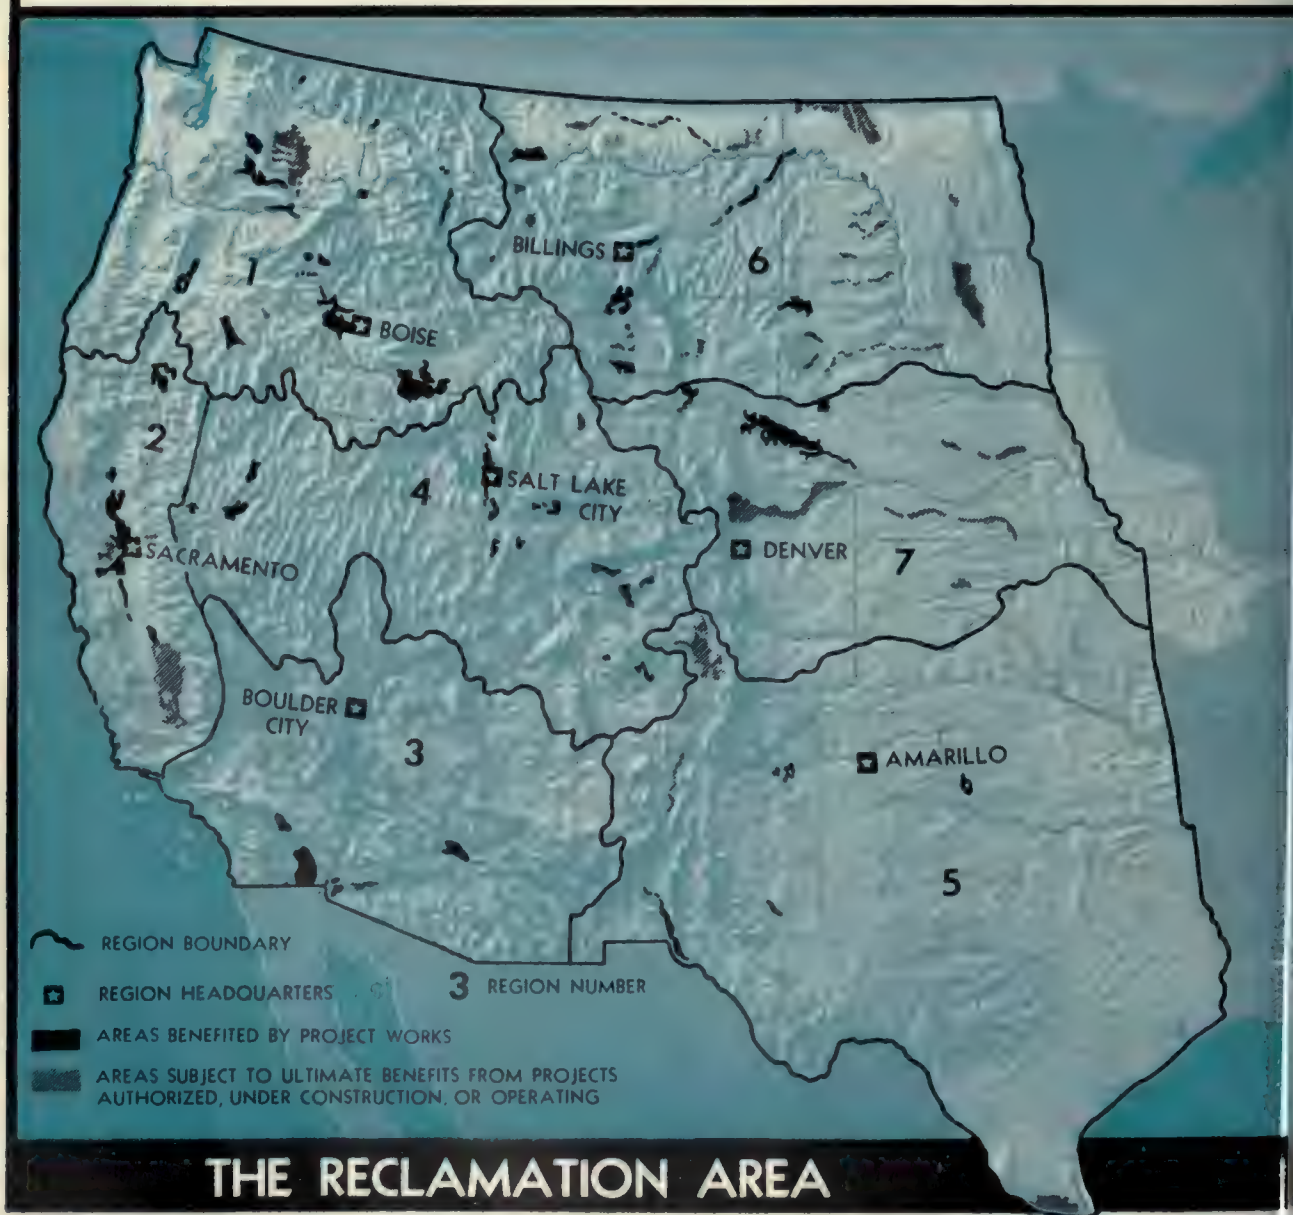 BILLINGS
6
1
BOISE
2
4
SALT LAKE
CITY
SACRAMENTO
DENVER
7
BOULDER
CITY
3
AMARILLO
5
REGION BOUNDARY
REGION HEADQUARTERS
3 REGION NUMBER
AREAS BENEFITED BY PROJECT WORKS
AREAS SUBJECT TO ULTIMATE BENEFITS FROM PROJECTS
AUTHORIZED, UNDER CONSTRUCTION, OR OPERATING
THE RECLAMATION AREA